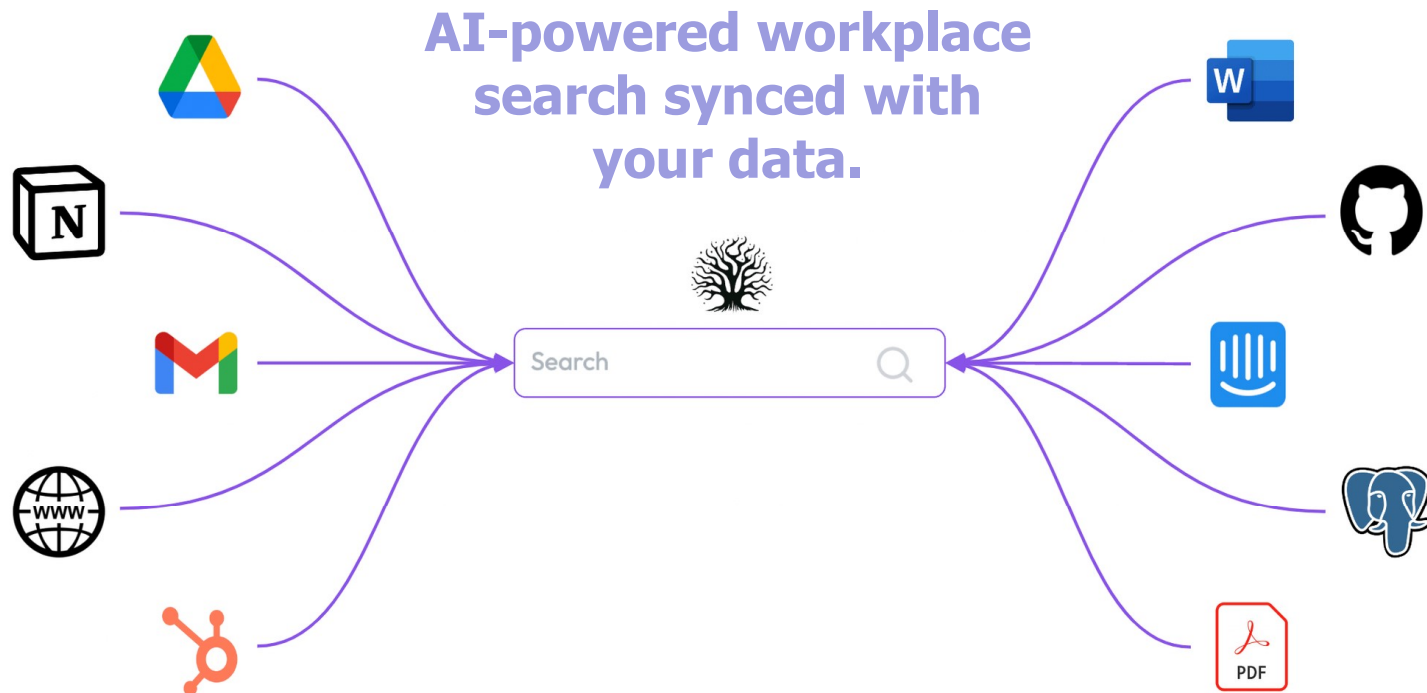 AI-powered workplace
search synced with
your data.
W
N
Search
WWW
PDF